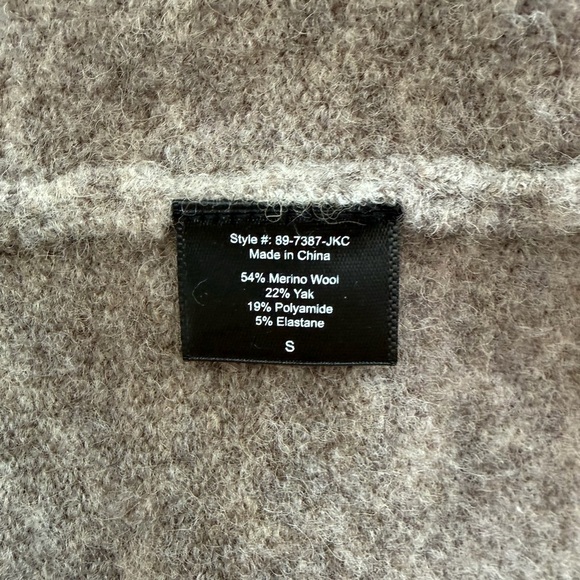 Style #: 89-7387-JKC
Made in China
54% Merino Wool
22% Yak
19% Polyamide
5% Elastane
S